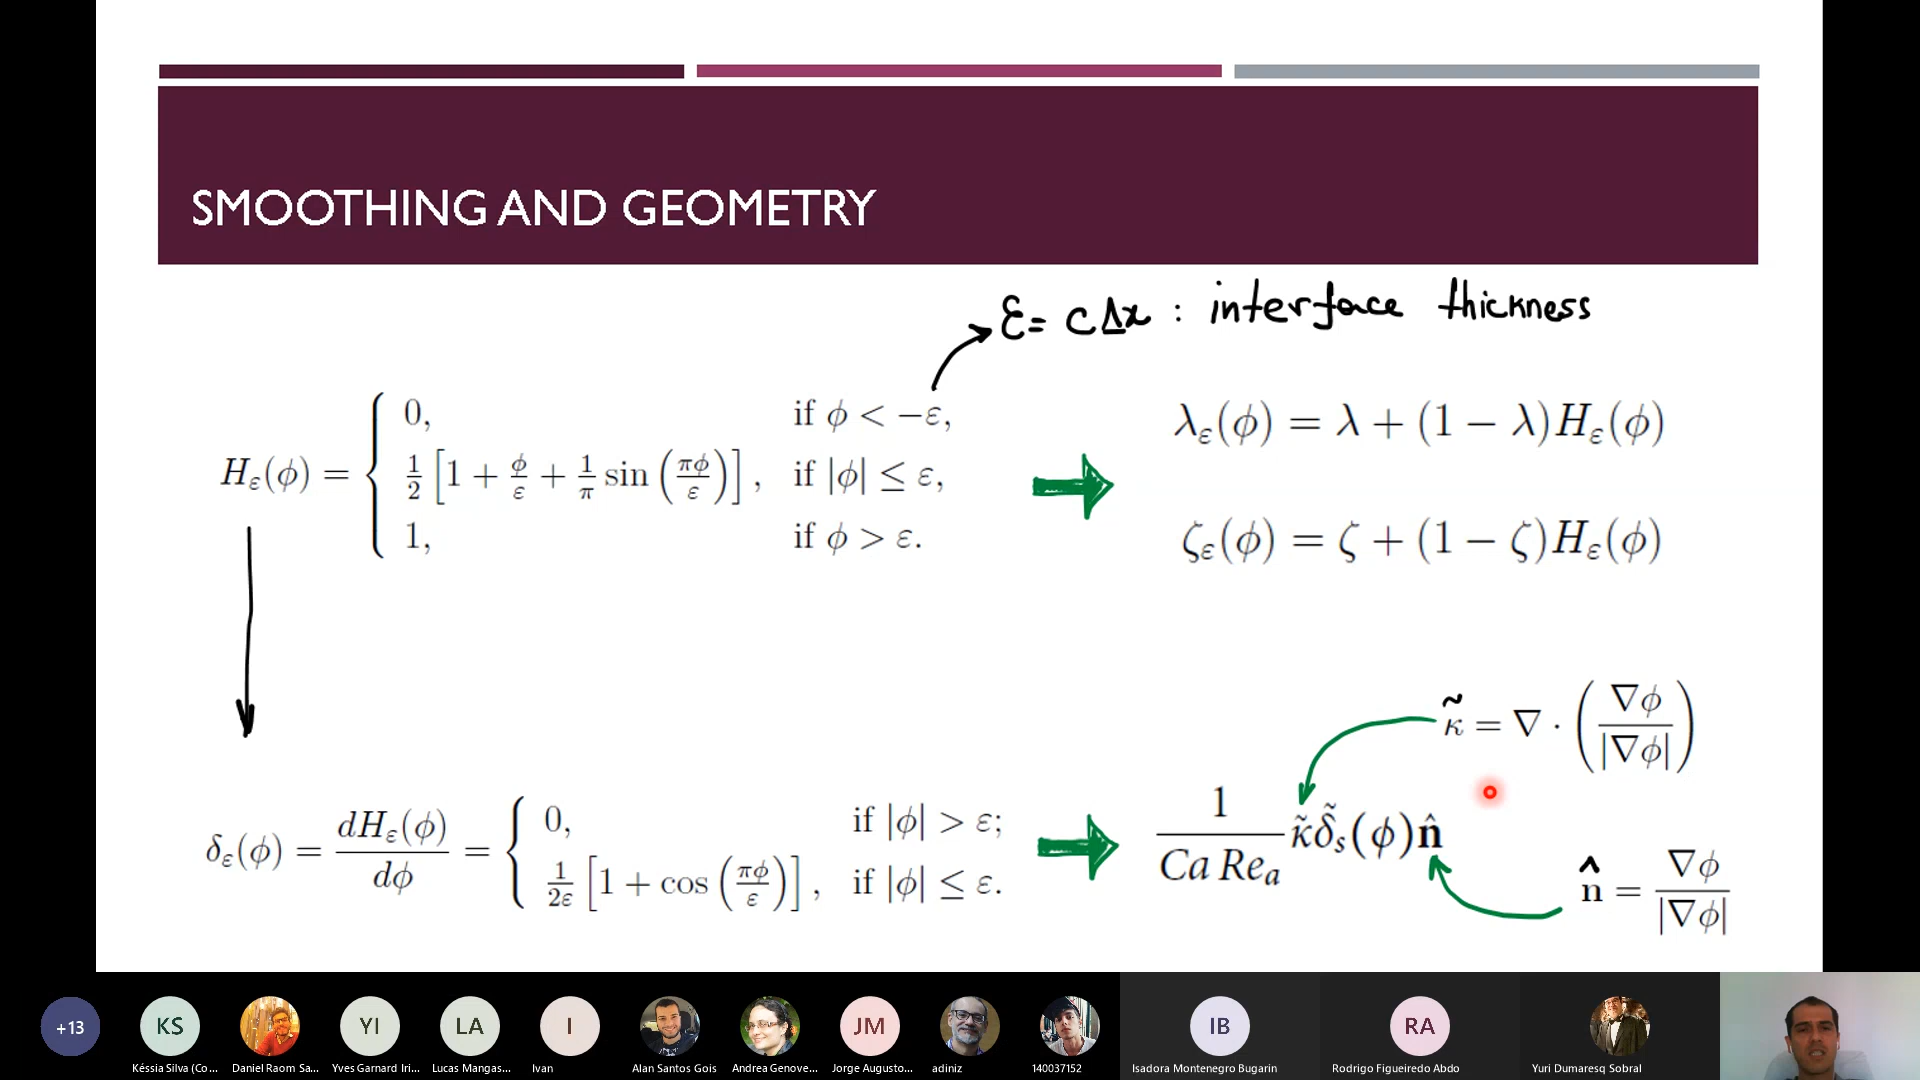 SMOOTHING AND GEOMETRY
ε = cΔx : interface thickness
H_ε(ϕ) = { 0, if ϕ < −ε,
1/2 [1 + ϕ/ε + 1/π sin (πϕ/ε)], if |ϕ| ≤ ε,
1, if ϕ > ε.
λ_ε(ϕ) = λ + (1 − λ)H_ε(ϕ)
ζ_ε(ϕ) = ζ + (1 − ζ)H_ε(ϕ)
δ_ε(ϕ) = dH_ε(ϕ)/dϕ = { 0, if |ϕ| > ε;
1/2ε [1 + cos (πϕ/ε)], if |ϕ| ≤ ε.
κ̃ = ∇ · (∇ϕ/|∇ϕ|)
1/(Ca Re_a) κ̃δ̃_s(ϕ)n̂
n̂ = ∇ϕ/|∇ϕ|
+13
KS
YI
LA
I
JM
IB
RA
Késsia Silva (Co...
Daniel Raom Sa...
Yves Garnard Iri...
Lucas Mangas...
Ivan
Alan Santos Gois
Andrea Genove...
Jorge Augusto...
adiniz
140037152
Isadora Montenegro Bugarin
Rodrigo Figueiredo Abdo
Yuri Dumaresq Sobral